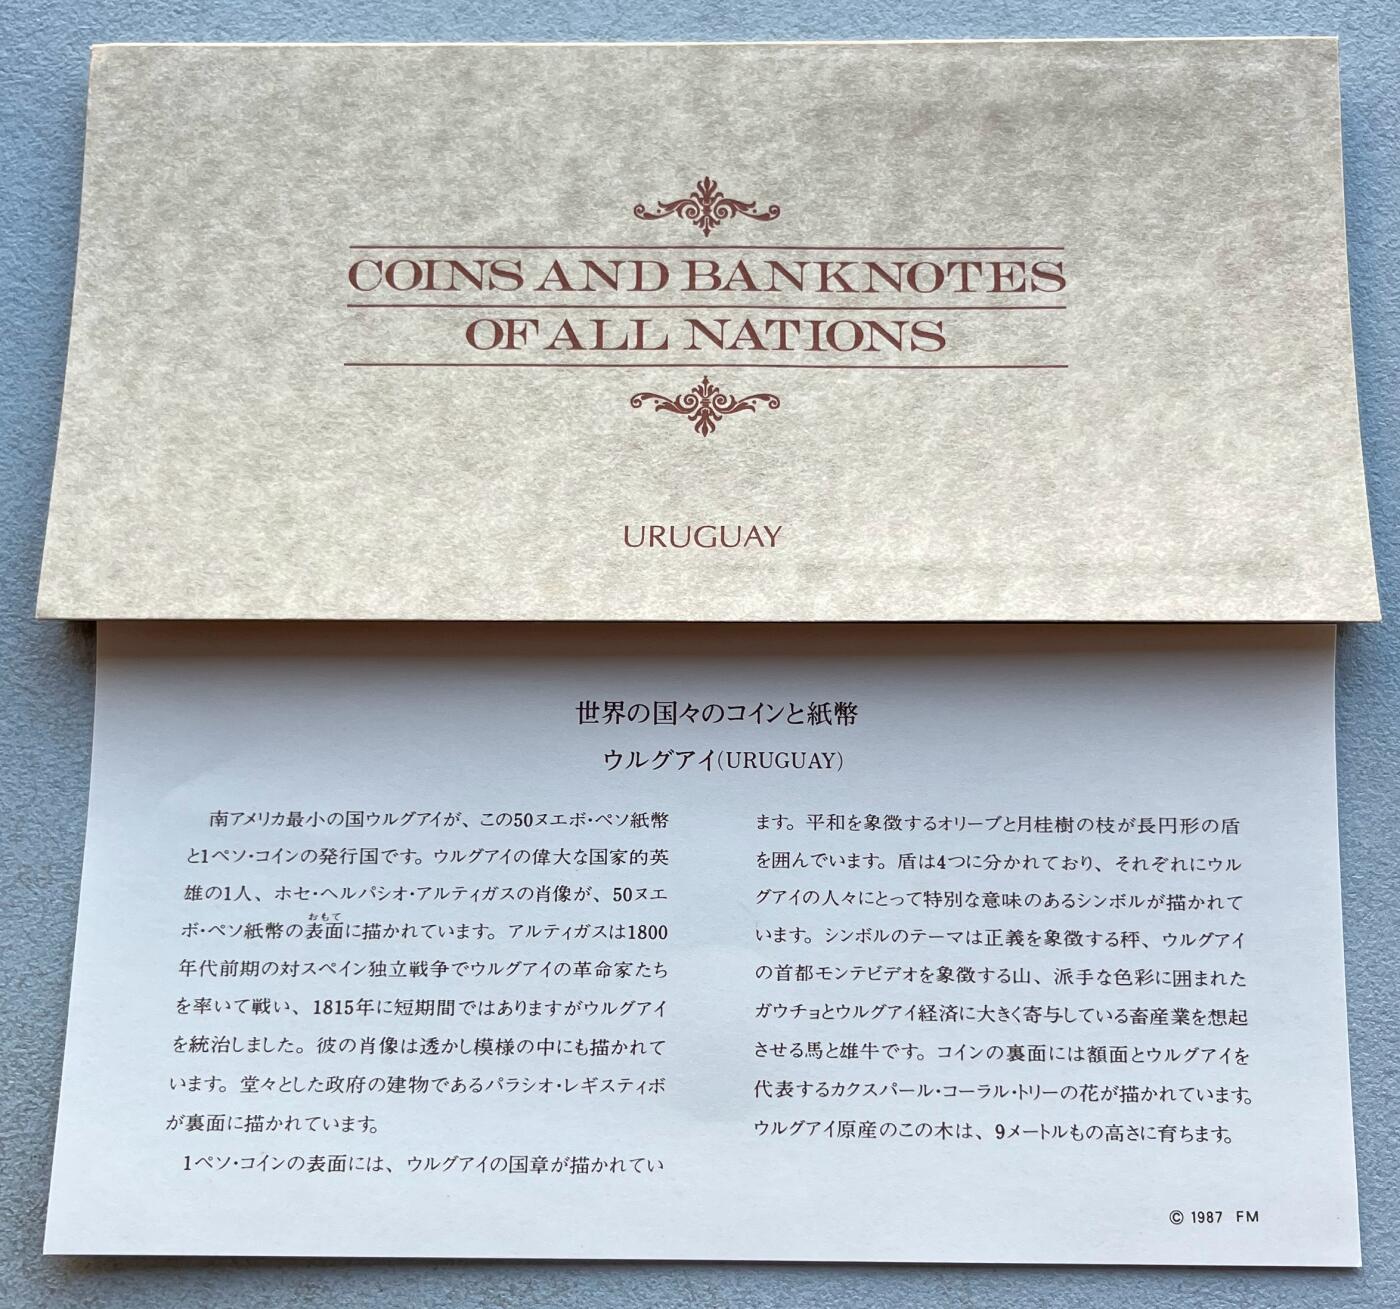 COINS AND BANKNOTES
OF ALL NATIONS
URUGUAY
世界の国々のコインと紙幣
ウルグアイ(URUGUAY)
南アメリカ最小の国ウルグアイが、この50ヌエボ・ペソ紙幣
と1ペソ・コインの発行国です。ウルグアイの偉大な国家的英
雄の1人、ホセ・ヘルパシオ・アルティガスの肖像が、50ヌエ
おもて
ボ・ペソ紙幣の表面に描かれています。アルティガスは1800
年代前期の対スペイン独立戦争でウルグアイの革命家たち
を率いて戦い、1815年に短期間ではありますがウルグアイ
を統治しました。彼の肖像は透かし模様の中にも描かれて
います。堂々とした政府の建物であるパラシオ・レギスティボ
が裏面に描かれています。
1ペソ・コインの表面には、ウルグアイの国章が描かれてい
ます。平和を象徴するオリーブと月桂樹の枝が長円形の盾
を囲んでいます。盾は4つに分かれており、それぞれにウル
グアイの人々にとって特別な意味のあるシンボルが描かれて
います。シンボルのテーマは正義を象徴する秤、ウルグアイ
の首都モンテビデオを象徴する山、派手な色彩に囲まれた
ガウチョとウルグアイ経済に大きく寄与している畜産業を想起
させる馬と雄牛です。コインの裏面には額面とウルグアイを
代表するカクスパール・コーラル・トリーの花が描かれています。
ウルグアイ原産のこの木は、9メートルもの高さに育ちます。
© 1987 FM